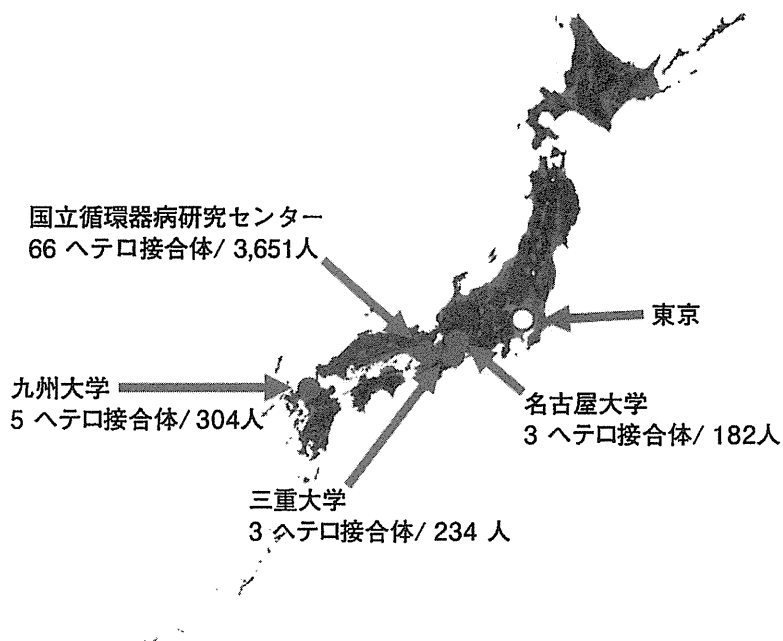 国立循環器病研究センター
66 ヘテロ接合体/ 3,651人
東京
九州大学
5 ヘテロ接合体/ 304人
名古屋大学
3 ヘテロ接合体/ 182人
三重大学
3 ヘテロ接合体/ 234 人